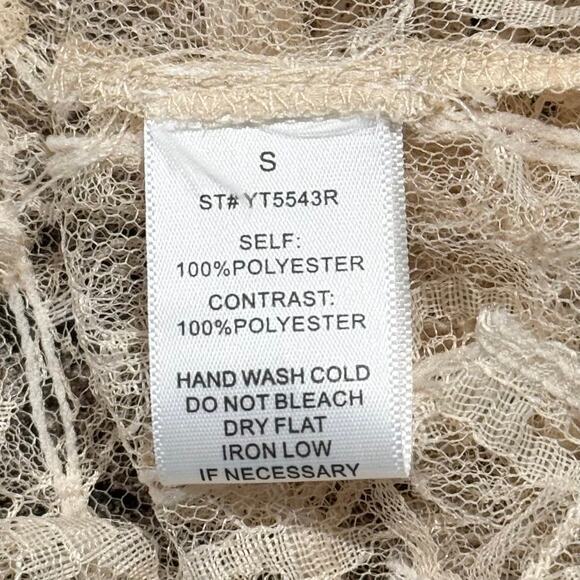 S
ST# YT5543R
SELF:
100%POLYESTER
CONTRAST:
100%POLYESTER
HAND WASH COLD
DO NOT BLEACH
DRY FLAT
IRON LOW
IF NECESSARY